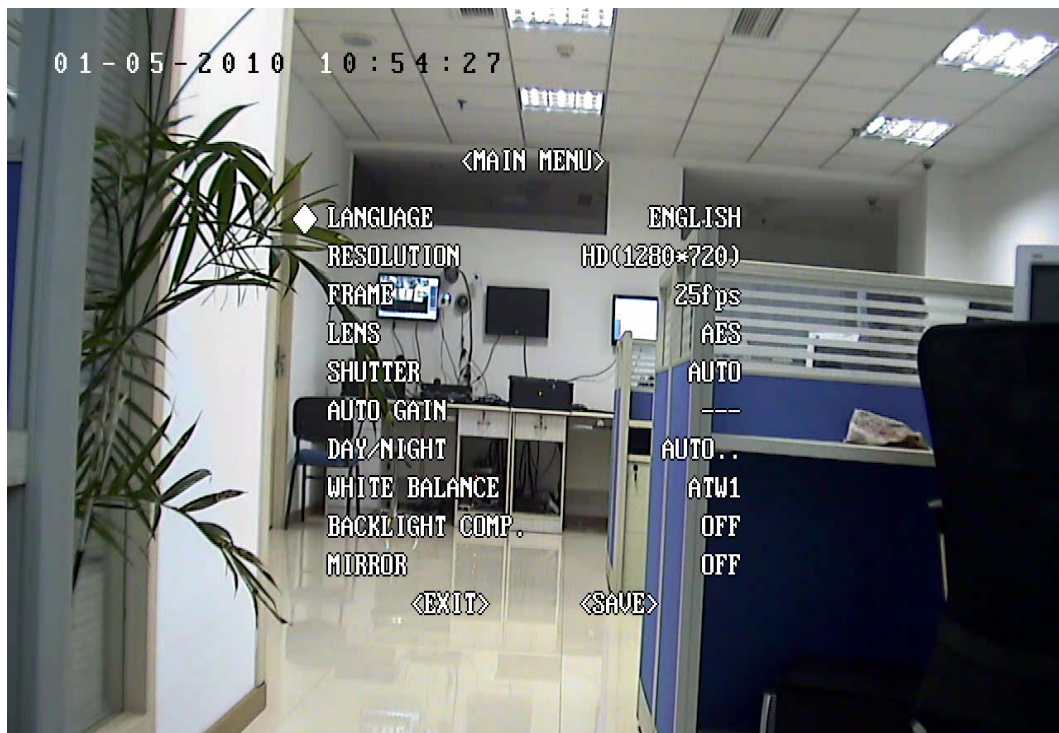 01-05-2010 10:54:27
<MAIN MENU>
LANGUAGE ENGLISH
RESOLUTION HD(1280*720)
FRAME 25fps
LENS AES
SHUTTER AUTO
AUTO GAIN ---
DAY/NIGHT AUTO..
WHITE BALANCE ATW1
BACKLIGHT COMP. OFF
MIRROR OFF
<EXIT> <SAVE>